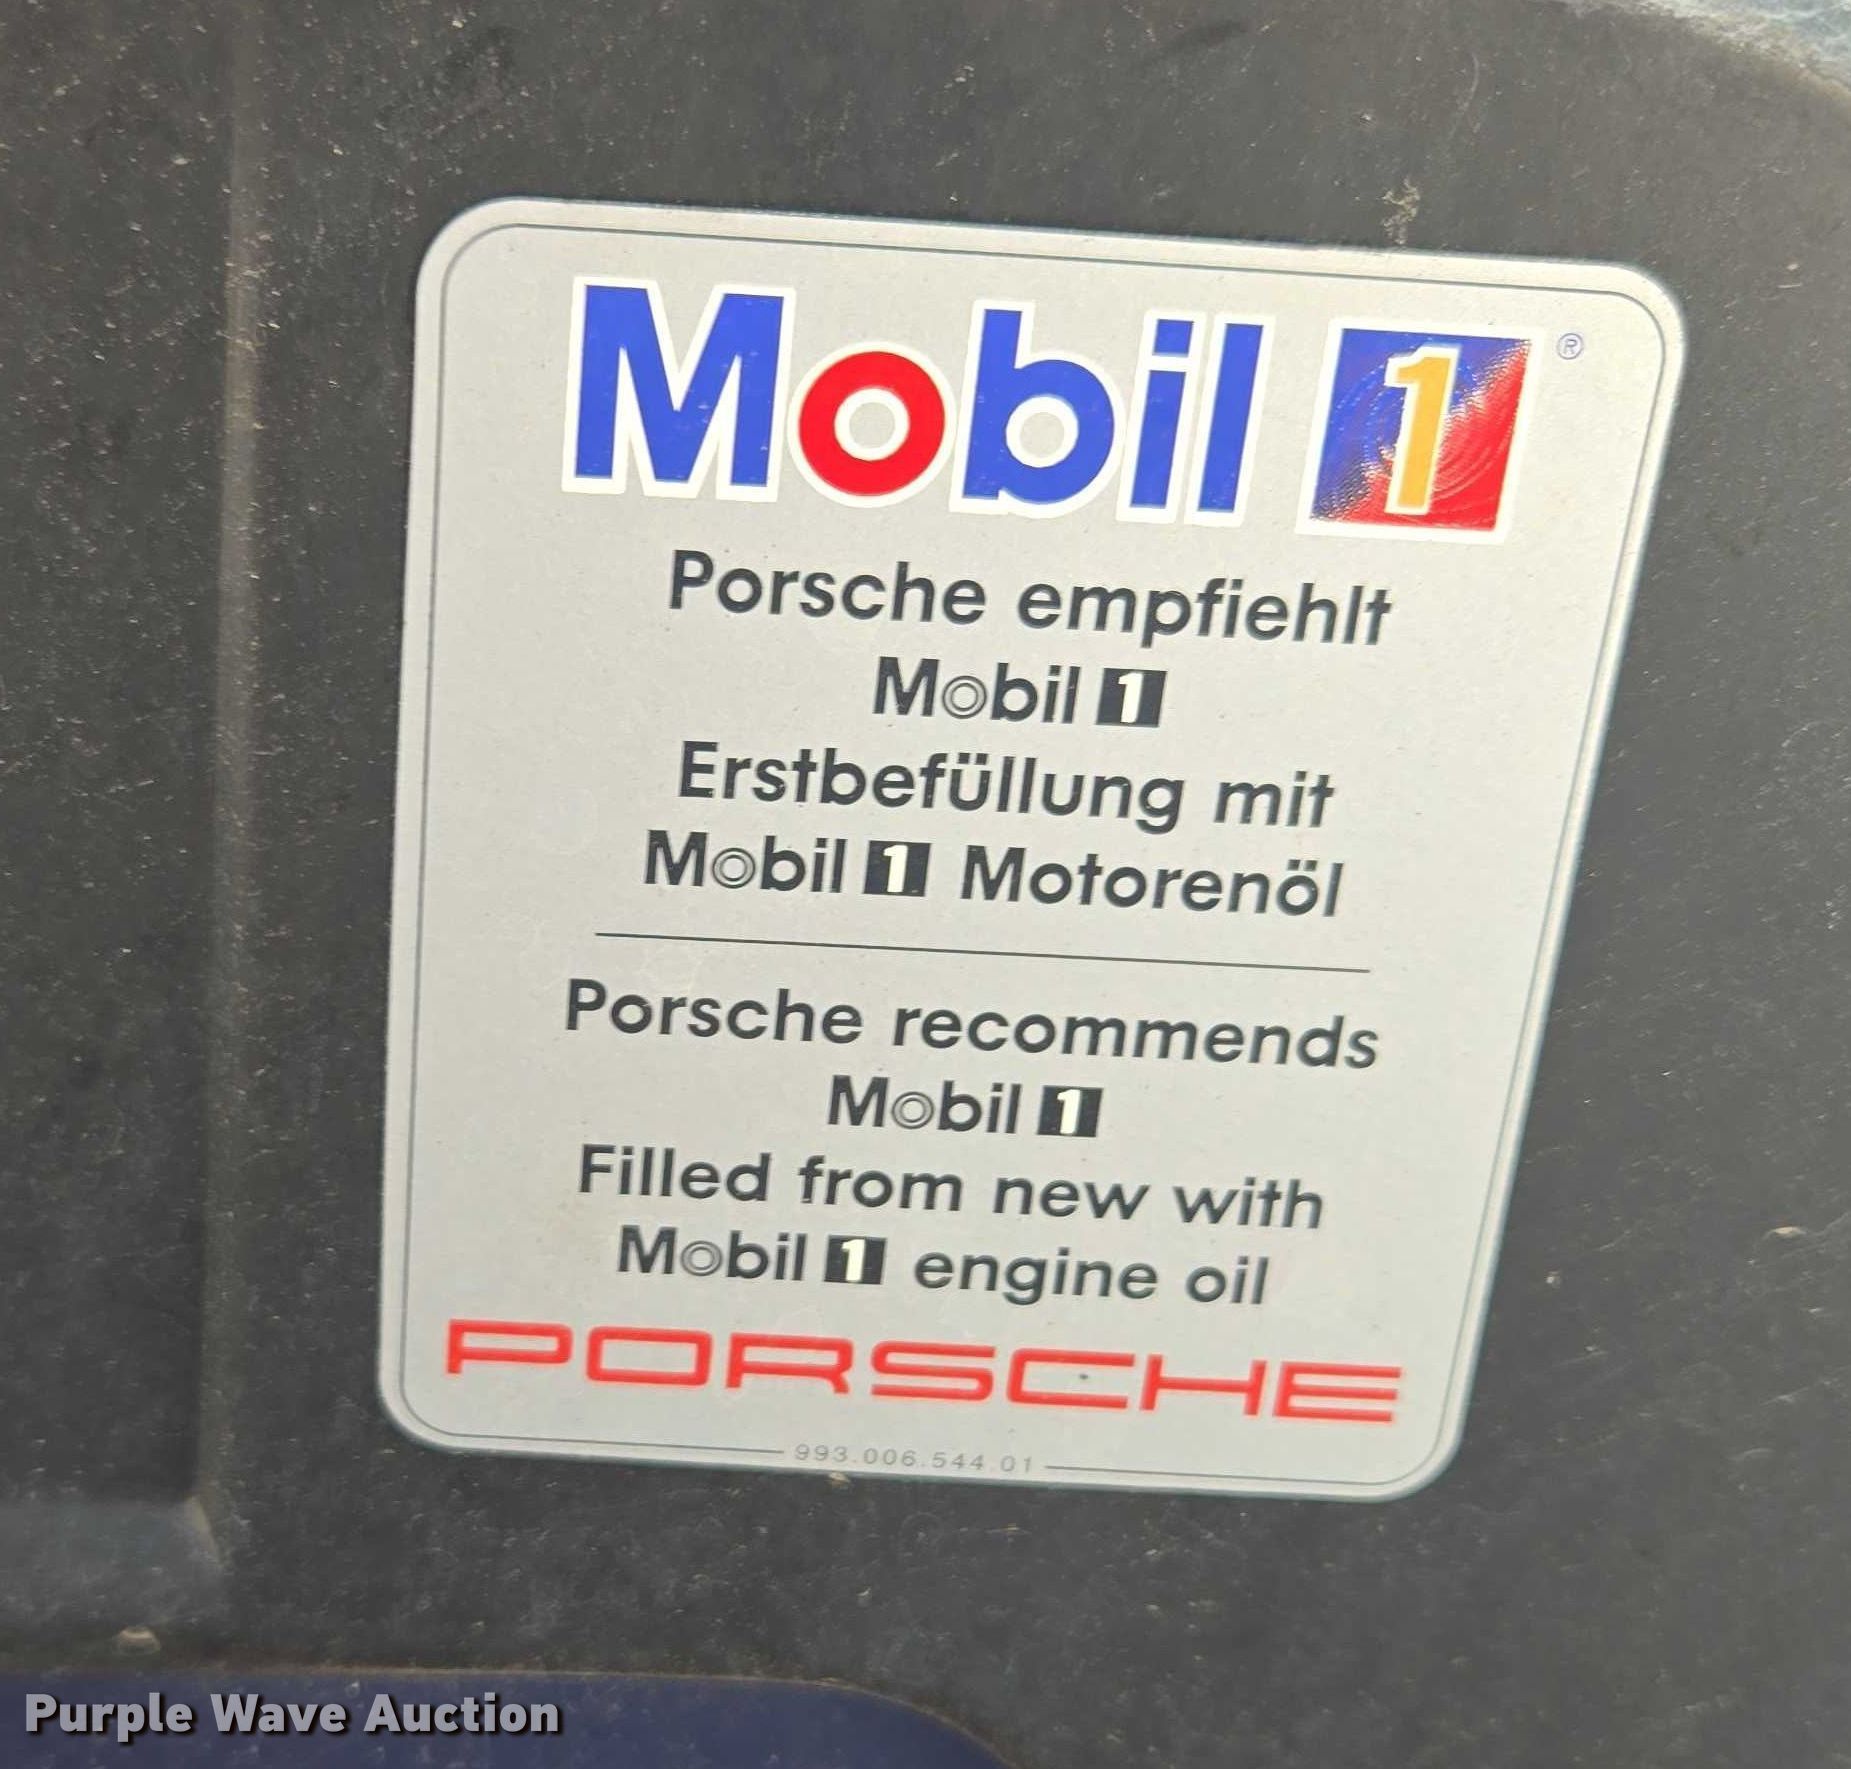 Mobil 1 ®
Porsche empfiehlt
Mobil 1
Erstbefüllung mit
Mobil 1 Motorenöl
Porsche recommends
Mobil 1
Filled from new with
Mobil 1 engine oil
PORSCHE
993.006.544.01
Purple Wave Auction